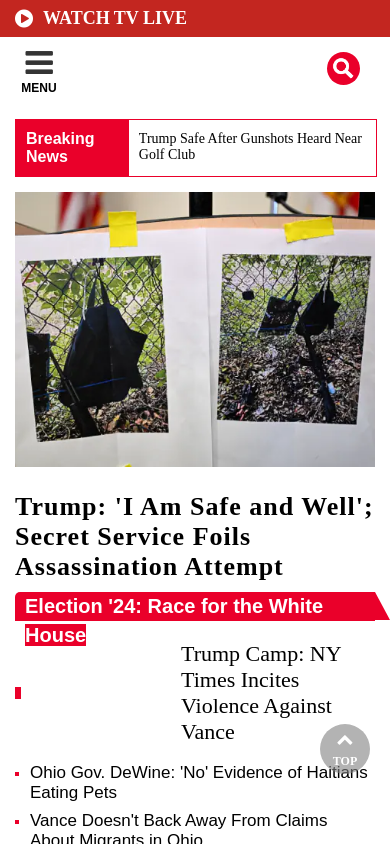 WATCH TV LIVE
MENU
Breaking
News
Trump Safe After Gunshots Heard Near
Golf Club
Trump: 'I Am Safe and Well';
Secret Service Foils
Assassination Attempt
Election '24: Race for the White
House
Trump Camp: NY
Times Incites
Violence Against
Vance
TOP
Ohio Gov. DeWine: 'No' Evidence of Haitians
Eating Pets
Vance Doesn't Back Away From Claims
About Migrants in Ohio